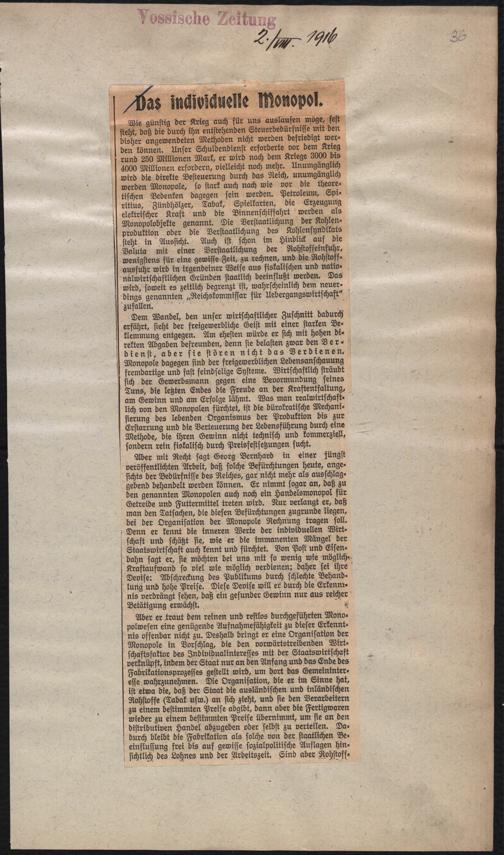 Vossische Zeitung
2./VIII. 1916
36
Das individuelle Monopol.
Wie günstig der Krieg auch für uns auslaufen möge, fest
steht, daß die durch ihn entstehenden Steuerbedürfnisse mit den
bisher angewendeten Methoden nicht werden befriedigt wer-
den können. Unser Schuldendienst erforderte vor dem Krieg
rund 250 Millionen Mark, er wird nach dem Kriege 3000 bis
4000 Millionen erfordern, vielleicht noch mehr. Unumgänglich
wird die direkte Besteuerung durch das Reich, unumgänglich
werden Monopole, so stark auch nach wie vor die theore-
tischen Bedenken dagegen sein werden. Petroleum, Spi-
ritus, Zündhölzer, Tabak, Spielkarten, die Erzeugung
elektrischer Kraft und die Binnenschiffahrt werden als
Monopolobjekte genannt. Die Verstaatlichung der Kohlen-
produktion oder die Verstaatlichung des Kohlensyndikats
steht in Aussicht. Auch ist schon im Hinblick auf die
Valuta mit einer Verstaatlichung der Rohstoffeinfuhr,
wenigstens für eine gewisse Zeit, zu rechnen, und die Rohstoff-
ausfuhr wird in irgendeiner Weise aus fiskalischen und natio-
nalwirtschaftlichen Gründen staatlich beeinflußt werden. Das
wird, soweit es zeitlich begrenzt ist, wahrscheinlich dem neuer-
dings genannten „Reichskommissar für Uebergangswirtschaft“
zufallen.
Dem Wandel, den unser wirtschaftlicher Zuschnitt dadurch
erfährt, sieht der freigewerbliche Geist mit einer starken Be-
klemmung entgegen. Am ehesten würde er sich mit hohen di-
rekten Abgaben befreunden, denn sie belasten zwar den Ver-
dienst, aber sie stören nicht das Verdienen.
Monopole dagegen sind der freigewerblichen Lebensanschauung
fremdartige und fast feindselige Systeme. Wirtschaftlich sträubt
sich der Gewerbsmann gegen eine Bevormundung seines
Tuns, die letzten Endes die Freude an der Kraftentfaltung,
am Gewinn und am Erfolge lähmt. Was man realwirtschaft-
lich von den Monopolen fürchtet, ist die bürokratische Mechani-
sierung des lebenden Organismus der Produktion bis zur
Erstarrung und die Verteuerung der Lebensführung durch eine
Methode, die ihren Gewinn nicht technisch und kommerziell,
sondern rein fiskalisch durch Preisfestsetzungen sucht.
Aber mit Recht sagt Georg Bernhard in einer jüngst
veröffentlichten Arbeit, daß solche Befürchtungen heute, ange-
sichts der Bedürfnisse des Reiches, gar nicht mehr als ausschlag-
gebend behandelt werden können. Er nimmt sogar an, daß zu
den genannten Monopolen auch noch ein Handelsmonopol für
Getreide und Futtermittel treten wird. Nur verlangt er, daß
man den Tatsachen, die diesen Befürchtungen zugrunde liegen,
bei der Organisation der Monopole Rechnung tragen soll.
Denn er kennt die inneren Werte der individuellen Wirt-
schaft und schätzt sie, wie er die immanenten Mängel der
Staatswirtschaft auch kennt und fürchtet. Von Post und Eisen-
bahn sagt er, sie möchten bei uns mit so wenig wie möglich
Kraftaufwand so viel wie möglich verdienen; daher sei ihre
Devise: Abschreckung des Publikums durch schlechte Behand-
lung und hohe Preise. Diese Devise will er durch die Erkennt-
nis verdrängt sehen, daß ein gesunder Gewinn nur aus reicher
Betätigung erwächst.
Aber er traut dem reinen und restlos durchgeführten Mono-
polwesen eine genügende Aufnahmefähigkeit zu dieser Erkennt-
nis offenbar nicht zu. Deshalb bringt er eine Organisation der
Monopole in Vorschlag, die den vorwärtstreibenden Wirt-
schaftsfaktor des Individualinteresses mit der Staatswirtschaft
verknüpft, indem der Staat nur an den Anfang und das Ende des
Fabrikationsprozesses gestellt wird, um dort das Gemeininter-
esse wahrzunehmen. Die Organisation, die er im Sinne hat,
ist etwa die, daß der Staat die ausländischen und inländischen
Rohstoffe (Tabak usw.) an sich zieht, und sie den Verarbeitern
zu einem bestimmten Preise abgibt, dann aber die Fertigwaren
wieder zu einem bestimmten Preise übernimmt, um sie an den
distributiven Handel abzugeben oder selbst zu verteilen. Da-
durch bleibt die Fabrikation als solche von der staatlichen Be-
einflussung frei bis auf gewisse sozialpolitische Auflagen hin-
sichtlich des Lohnes und der Arbeitszeit. Sind aber Rohstoff-